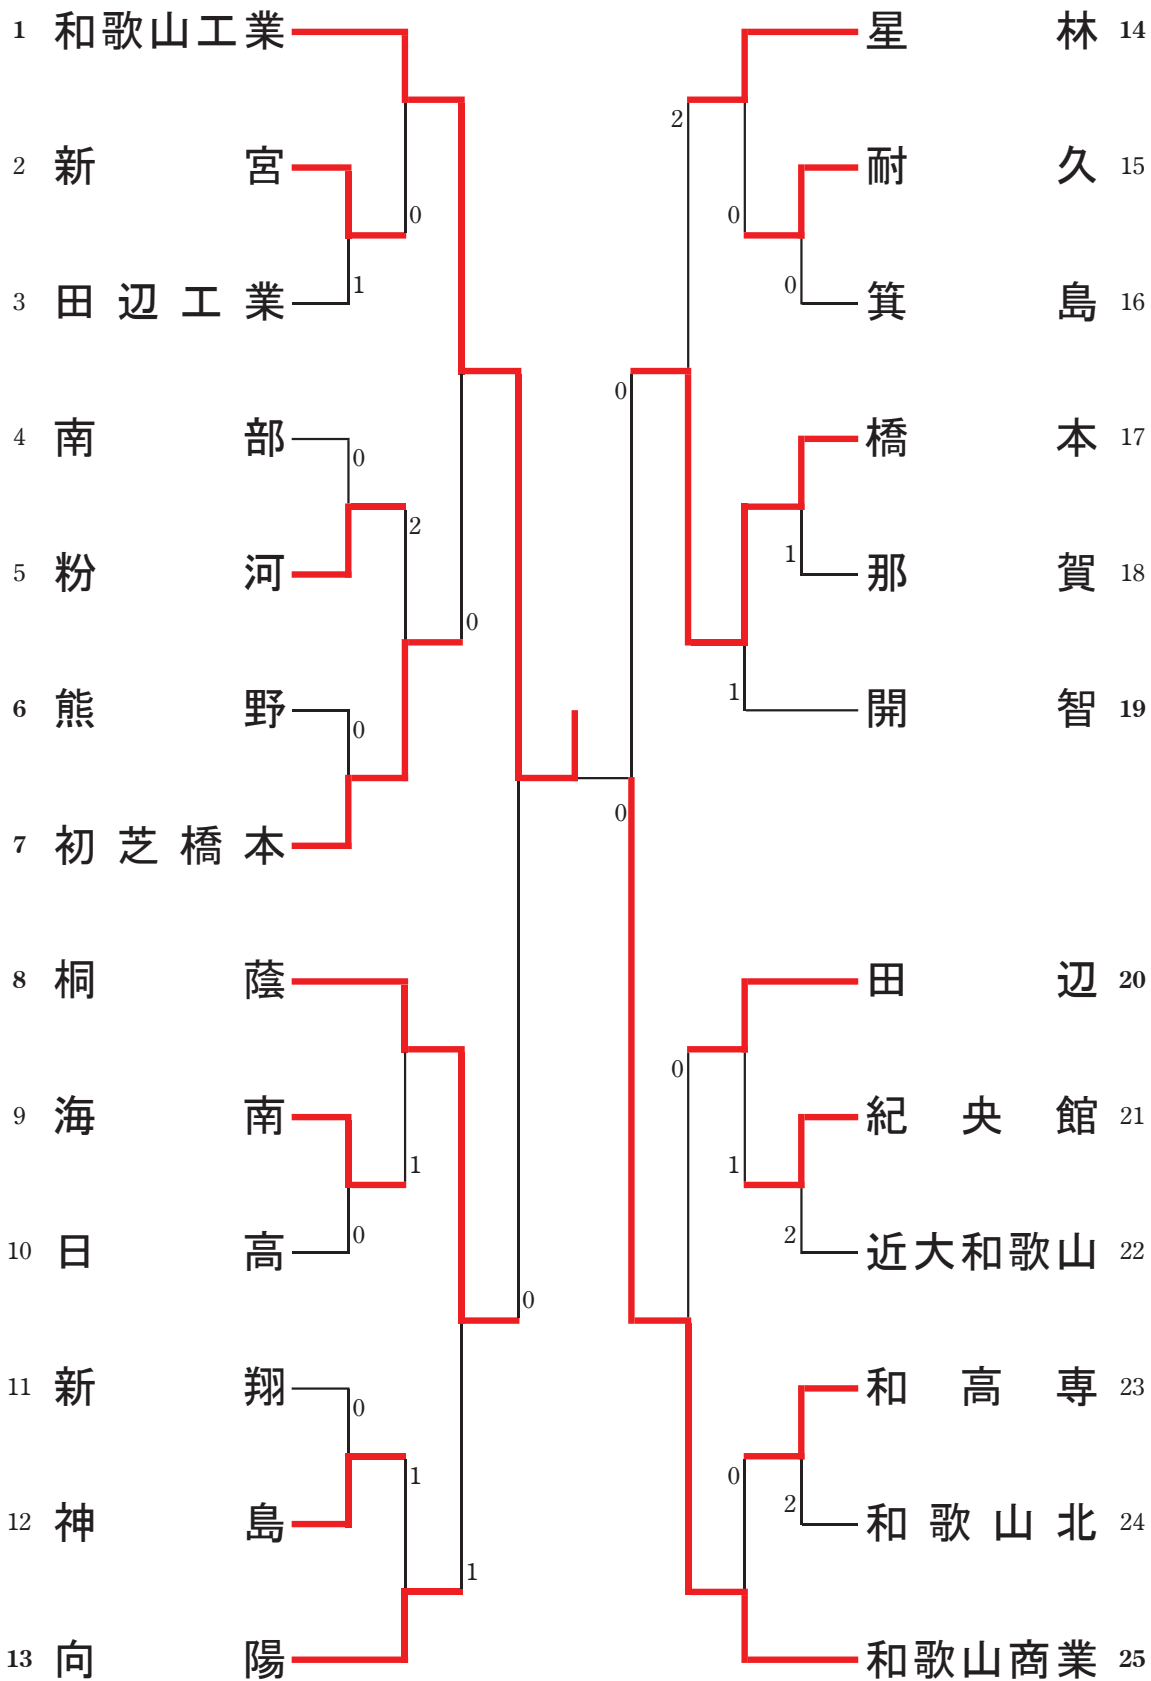 1 和歌山工業
2 新宮
0
3 田辺工業
1
4 南部
0
5 粉河
2
0
6 熊野
0
7 初芝橋本
8 桐蔭
9 海南
1
10 日高
0
0
11 新翔
0
12 神島
1
1
13 向陽
星林 14
2
耐久 15
0
箕島 16
0
0
橋本 17
那賀 18
1
開智 19
1
0
田辺 20
0
紀央館 21
1
近大和歌山 22
2
和高専 23
0
和歌山北 24
2
和歌山商業 25